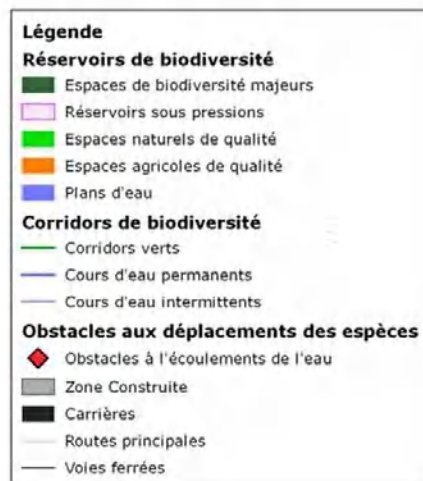 Légende
Réservoirs de biodiversité
Espaces de biodiversité majeurs
Réservoirs sous pressions
Espaces naturels de qualité
Espaces agricoles de qualité
Plans d'eau
Corridors de biodiversité
Corridors verts
Cours d'eau permanents
Cours d'eau intermittents
Obstacles aux déplacements des espèces
Obstacles à l'écoulements de l'eau
Zone Construite
Carrières
Routes principales
Voies ferrées